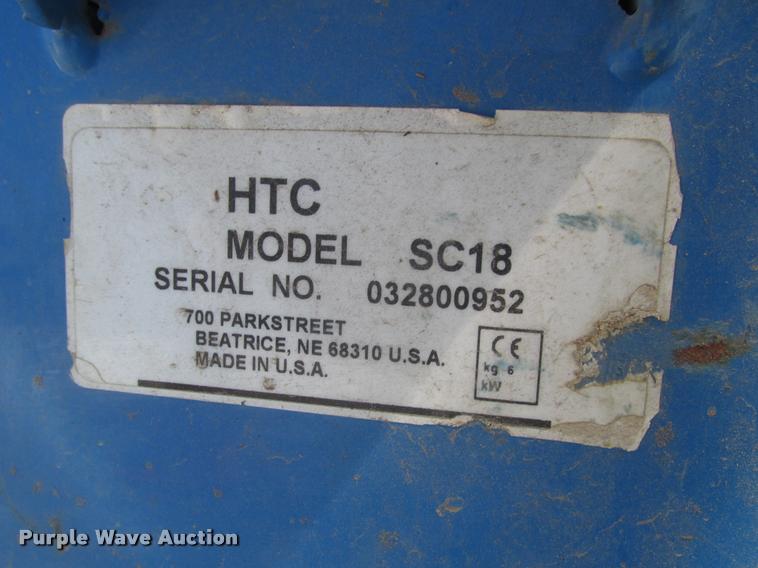 HTC
MODEL SC18
SERIAL NO. 032800952
700 PARKSTREET
BEATRICE, NE 68310 U.S.A.
MADE IN U.S.A.
CE
kg 6
kW
Purple Wave Auction